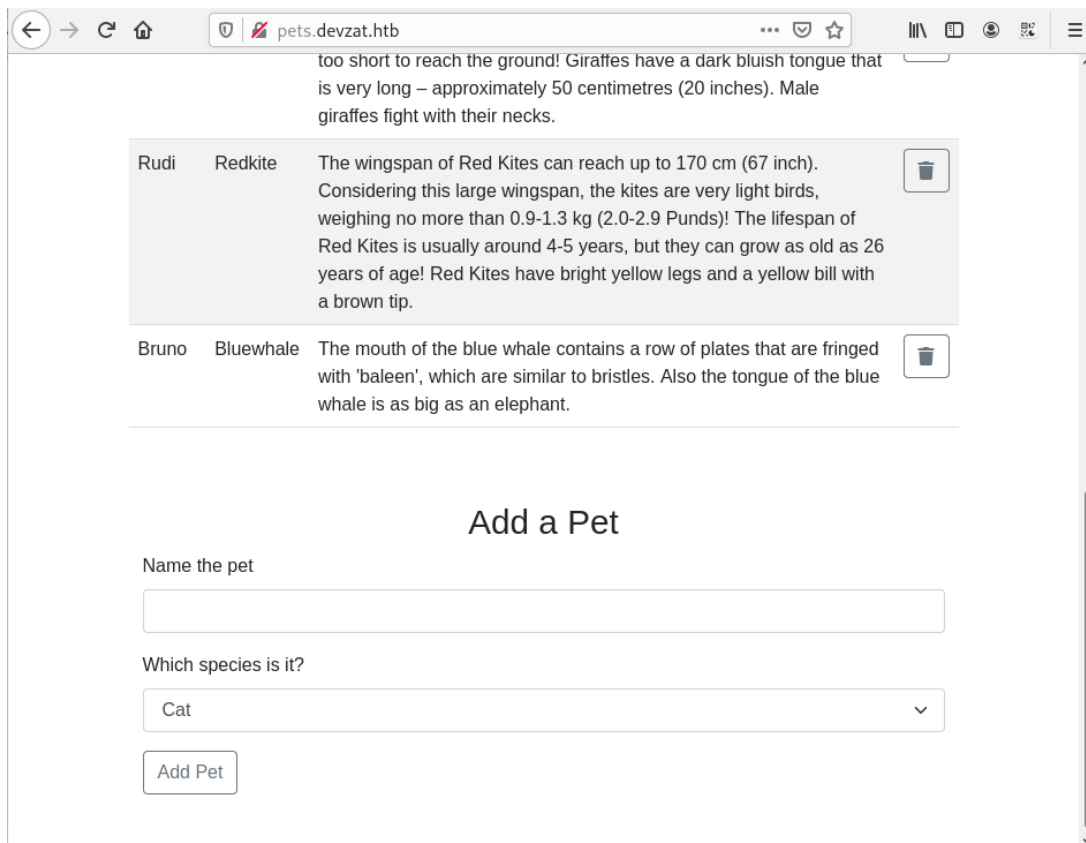 pets.devzat.htb
too short to reach the ground! Giraffes have a dark bluish tongue that
is very long – approximately 50 centimetres (20 inches). Male
giraffes fight with their necks.
Rudi Redkite The wingspan of Red Kites can reach up to 170 cm (67 inch).
Considering this large wingspan, the kites are very light birds,
weighing no more than 0.9-1.3 kg (2.0-2.9 Punds)! The lifespan of
Red Kites is usually around 4-5 years, but they can grow as old as 26
years of age! Red Kites have bright yellow legs and a yellow bill with
a brown tip.
Bruno Bluewhale The mouth of the blue whale contains a row of plates that are fringed
with 'baleen', which are similar to bristles. Also the tongue of the blue
whale is as big as an elephant.
Add a Pet
Name the pet
Which species is it?
Cat
Add Pet